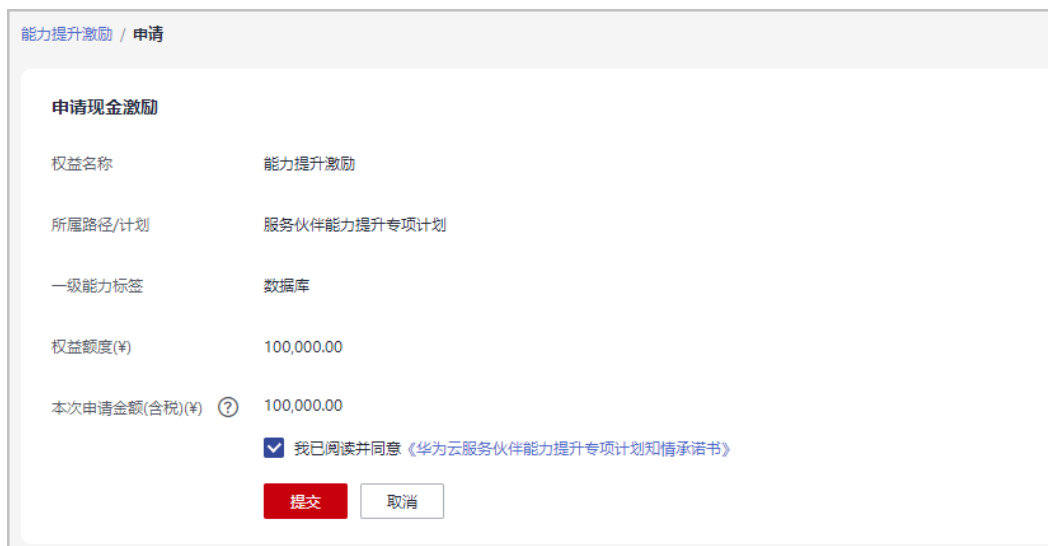 能力提升激励 / 申请
申请现金激励
权益名称 能力提升激励
所属路径/计划 服务伙伴能力提升专项计划
一级能力标签 数据库
权益额度(¥) 100,000.00
本次申请金额(含税)(¥) ? 100,000.00
我已阅读并同意《华为云服务伙伴能力提升专项计划知情承诺书》
提交 取消